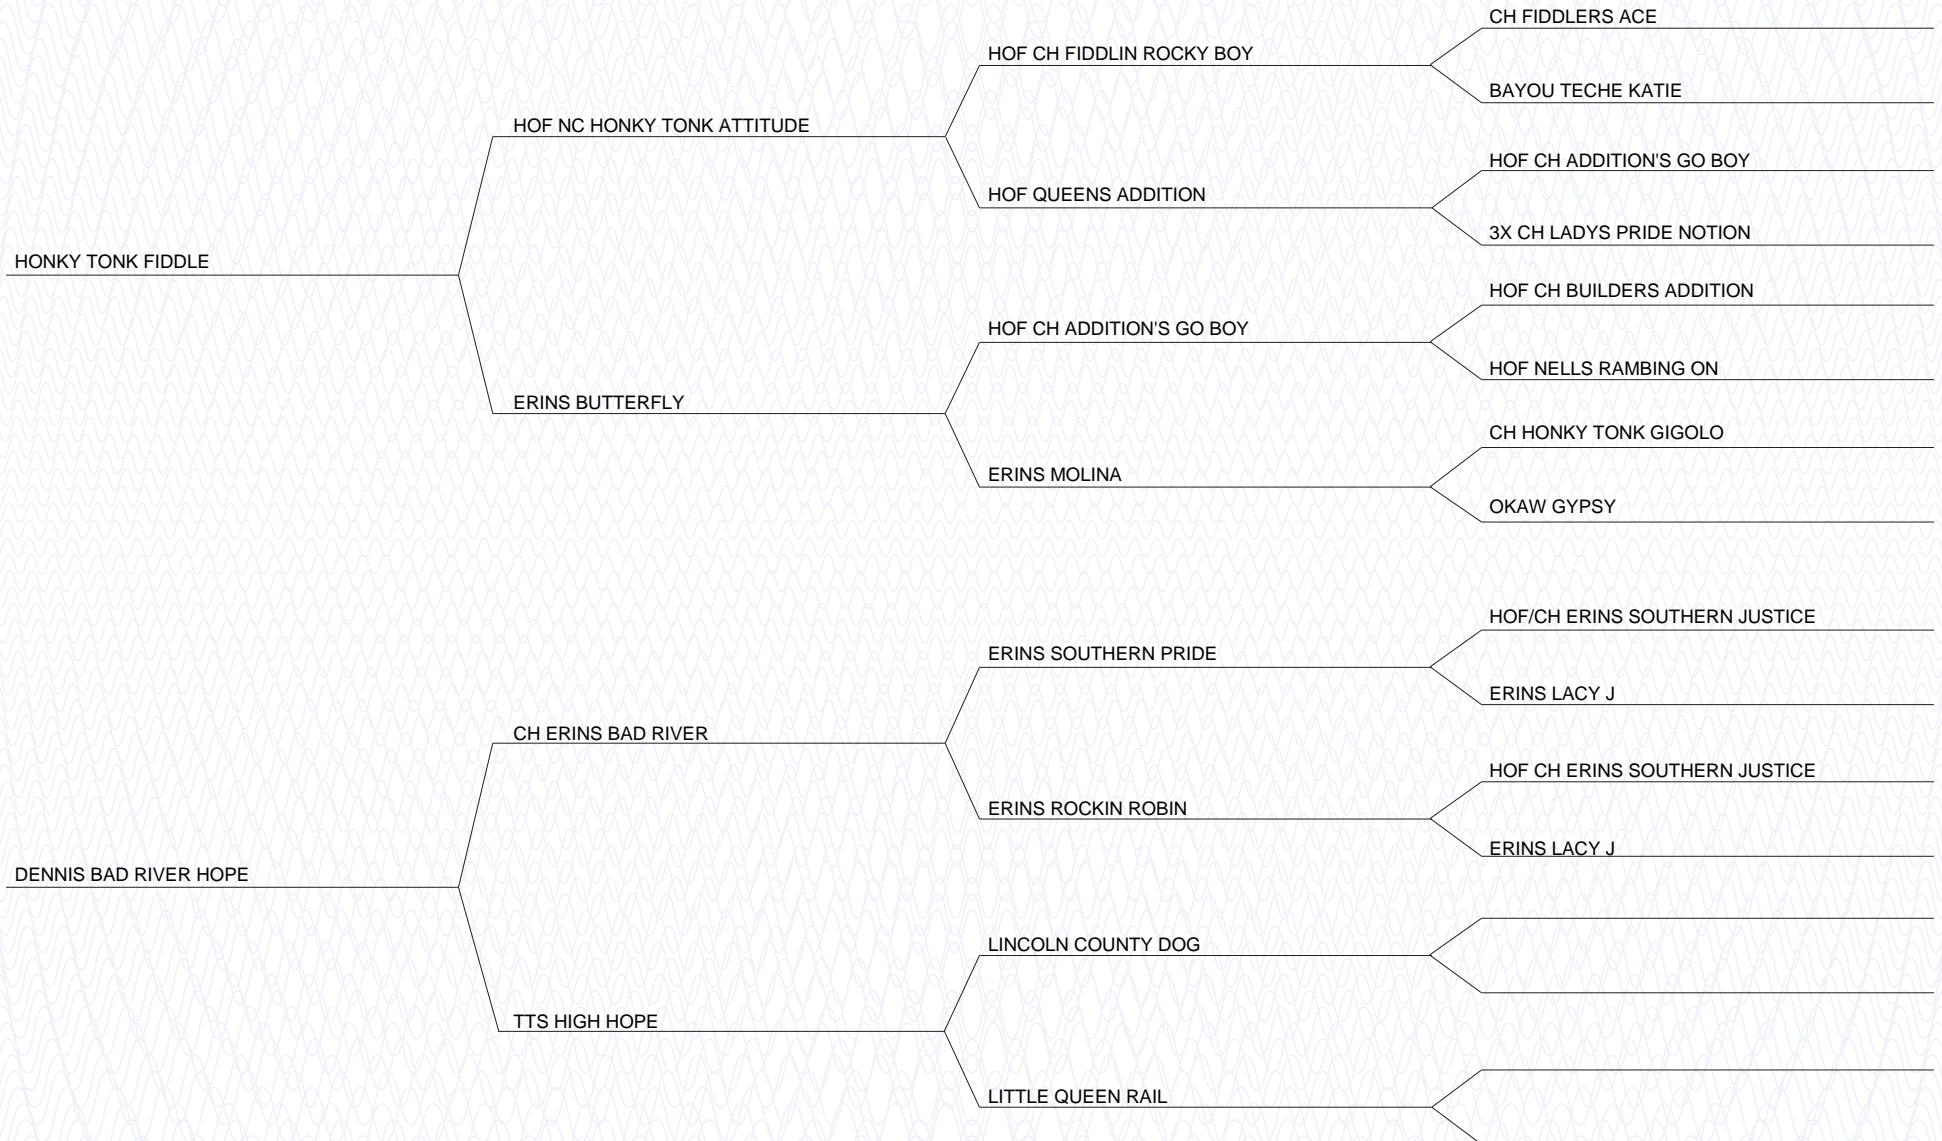 CH FIDDLERS ACE
HOF CH FIDDLIN ROCKY BOY
BAYOU TECHE KATIE
HOF NC HONKY TONK ATTITUDE
HOF CH ADDITION'S GO BOY
HOF QUEENS ADDITION
3X CH LADYS PRIDE NOTION
HONKY TONK FIDDLE
HOF CH BUILDERS ADDITION
HOF CH ADDITION'S GO BOY
HOF NELLS RAMBING ON
ERINS BUTTERFLY
CH HONKY TONK GIGOLO
ERINS MOLINA
OKAW GYPSY
HOF/CH ERINS SOUTHERN JUSTICE
ERINS SOUTHERN PRIDE
ERINS LACY J
CH ERINS BAD RIVER
HOF CH ERINS SOUTHERN JUSTICE
ERINS ROCKIN ROBIN
ERINS LACY J
DENNIS BAD RIVER HOPE
LINCOLN COUNTY DOG
TTS HIGH HOPE
LITTLE QUEEN RAIL